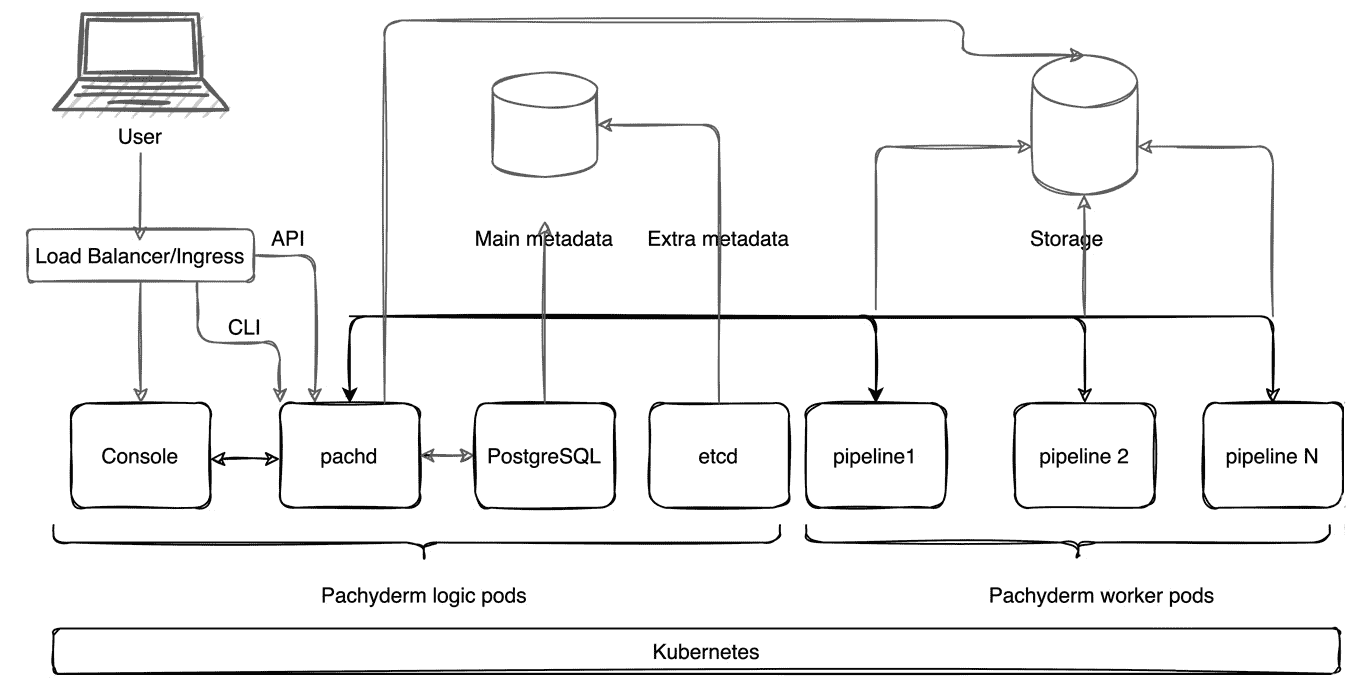 User
Load Balancer/Ingress
API
Main metadata
Extra metadata
Storage
CLI
Console
pachd
PostgreSQL
etcd
pipeline1
pipeline 2
pipeline N
Pachyderm logic pods
Pachyderm worker pods
Kubernetes